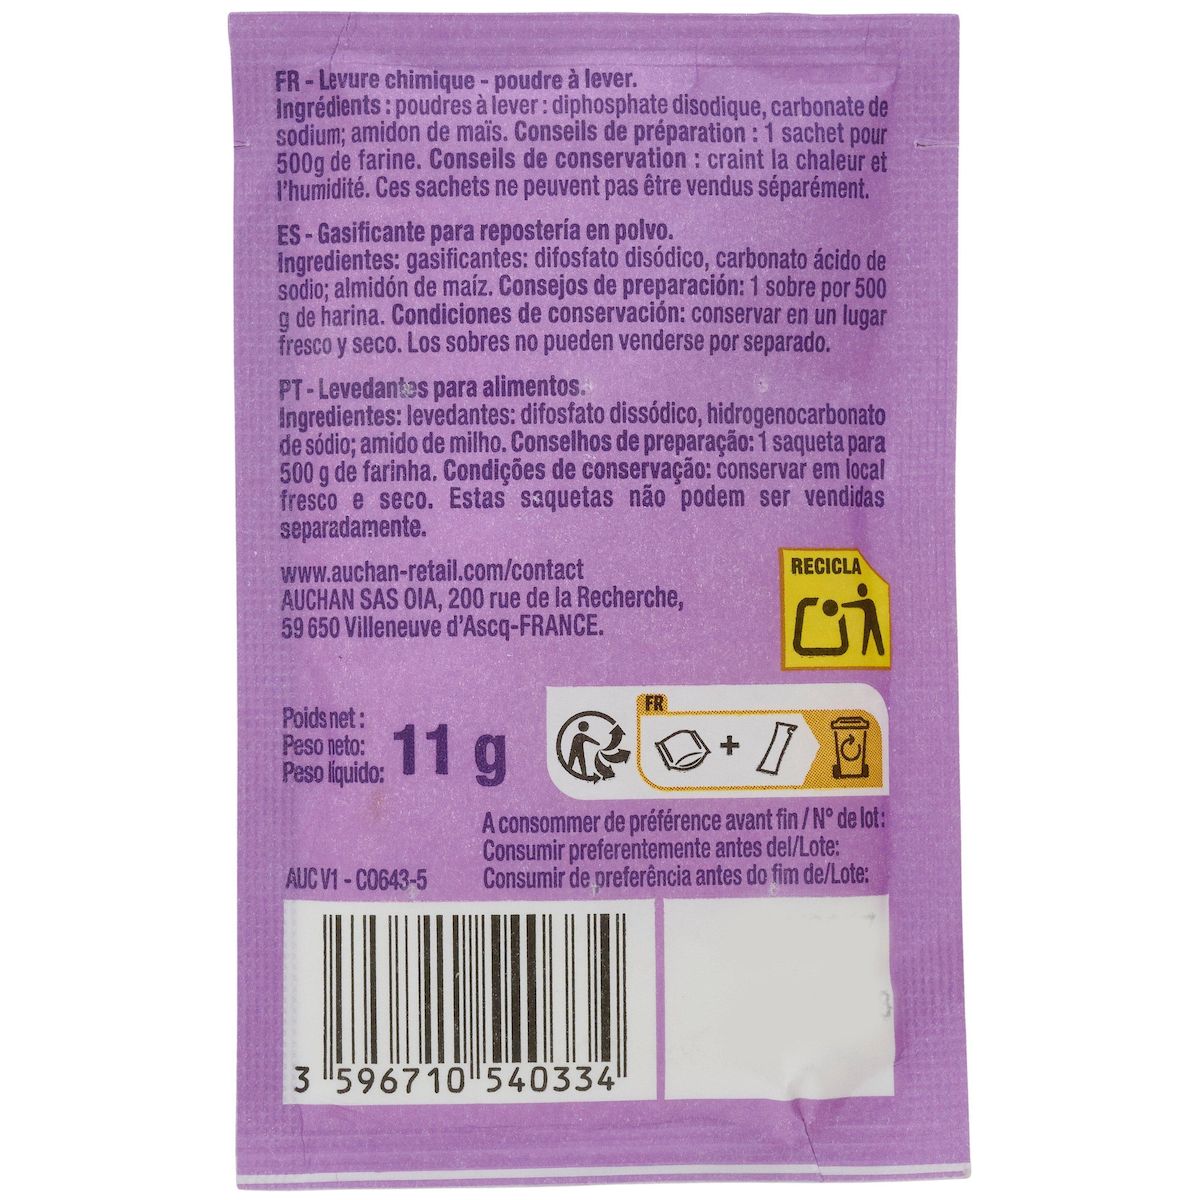 FR - Levure chimique - poudre à lever.
Ingrédients : poudres à lever : diphosphate disodique, carbonate de
sodium; amidon de maïs. Conseils de préparation : 1 sachet pour
500g de farine. Conseils de conservation : craint la chaleur et
l'humidité. Ces sachets ne peuvent pas être vendus séparément.
ES - Gasificante para repostería en polvo.
Ingredientes: gasificantes: difosfato disódico, carbonato ácido de
sodio; almidón de maíz. Consejos de preparación: 1 sobre por 500
g de harina. Condiciones de conservación: conservar en un lugar
fresco y seco. Los sobres no pueden venderse por separado.
PT - Levedantes para alimentos.
Ingredientes: levedantes: difosfato dissódico, hidrogenocarbonato
de sódio; amido de milho. Conselhos de preparação: 1 saqueta para
500 g de farinha. Condições de conservação: conservar em local
fresco e seco. Estas saquetas não podem ser vendidas
separadamente.
www.auchan-retail.com/contact
AUCHAN SAS OIA, 200 rue de la Recherche,
59 650 Villeneuve d'Ascq-FRANCE.
RECICLA
FR
Poids net :
Peso neto:
Peso líquido:
11 g
A consommer de préférence avant fin / N° de lot:
Consumir preferentemente antes del/Lote:
Consumir de preferência antes do fim de/Lote:
AUC V1 - C0643-5
3 596710 540334